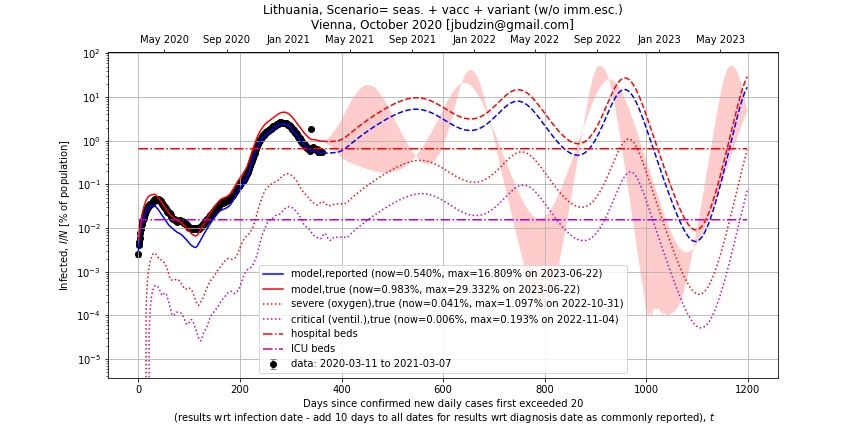 Lithuania, Scenario= seas. + vacc + variant (w/o imm.esc.)
Vienna, October 2020 [jbudzin@gmail.com]
May 2020 Sep 2020 Jan 2021 May 2021 Sep 2021 Jan 2022 May 2022 Sep 2022 Jan 2023 May 2023
10²
10¹
10⁰
10⁻¹
10⁻²
10⁻³
10⁻⁴
10⁻⁵
Infected, I/N [% of population]
model,reported (now=0.540%, max=16.809% on 2023-06-22)
model,true (now=0.983%, max=29.332% on 2023-06-22)
severe (oxygen),true (now=0.041%, max=1.097% on 2022-10-31)
critical (ventil.),true (now=0.006%, max=0.193% on 2022-11-04)
hospital beds
ICU beds
data: 2020-03-11 to 2021-03-07
0 200 400 600 800 1000 1200
Days since confirmed new daily cases first exceeded 20
(results wrt infection date - add 10 days to all dates for results wrt diagnosis date as commonly reported), t